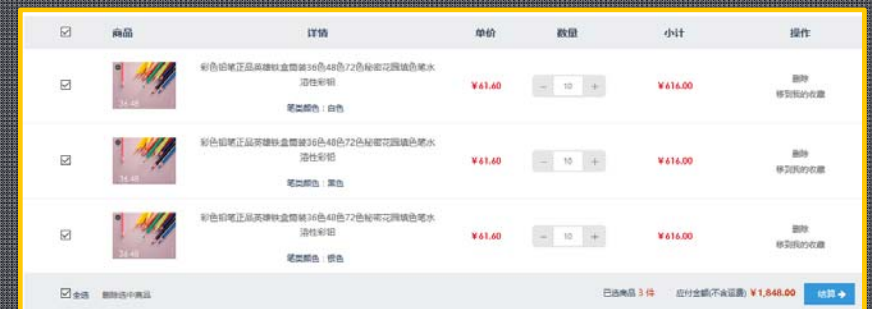 商品 详情 单价 数量 小计 操作
彩色铅笔正品英雄铁盒筒装36色48色72色秘密花园填色笔水
溶性彩铅
笔类颜色：白色
¥61.60 － 10 ＋ ¥616.00
删除
移到我的收藏
36 48
彩色铅笔正品英雄铁盒筒装36色48色72色秘密花园填色笔水
溶性彩铅
笔类颜色：黑色
¥61.60 － 10 ＋ ¥616.00
删除
移到我的收藏
36 48
彩色铅笔正品英雄铁盒筒装36色48色72色秘密花园填色笔水
溶性彩铅
笔类颜色：银色
¥61.60 － 10 ＋ ¥616.00
删除
移到我的收藏
36 48
全选 删除选中商品 已选商品 3 件 应付金额(不含运费) ¥1,848.00 结算